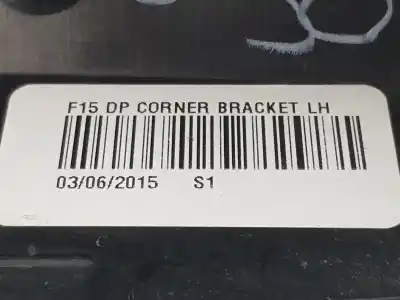 F15 DP CORNER BRACKET LH
03/06/2015 S1